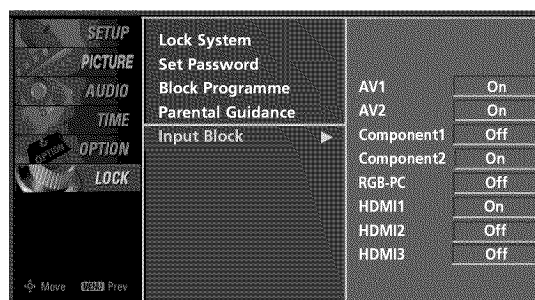 SETUP
PICTURE
AUDIO
TIME
OPTION
OPTION
LOCK
Move MENU Prev
Lock System
Set Password
Block Programme
Parental Guidance
Input Block
AV1 On
AV2 On
Component1 Off
Component2 On
RGB-PC Off
HDMI1 On
HDMI2 Off
HDMI3 Off